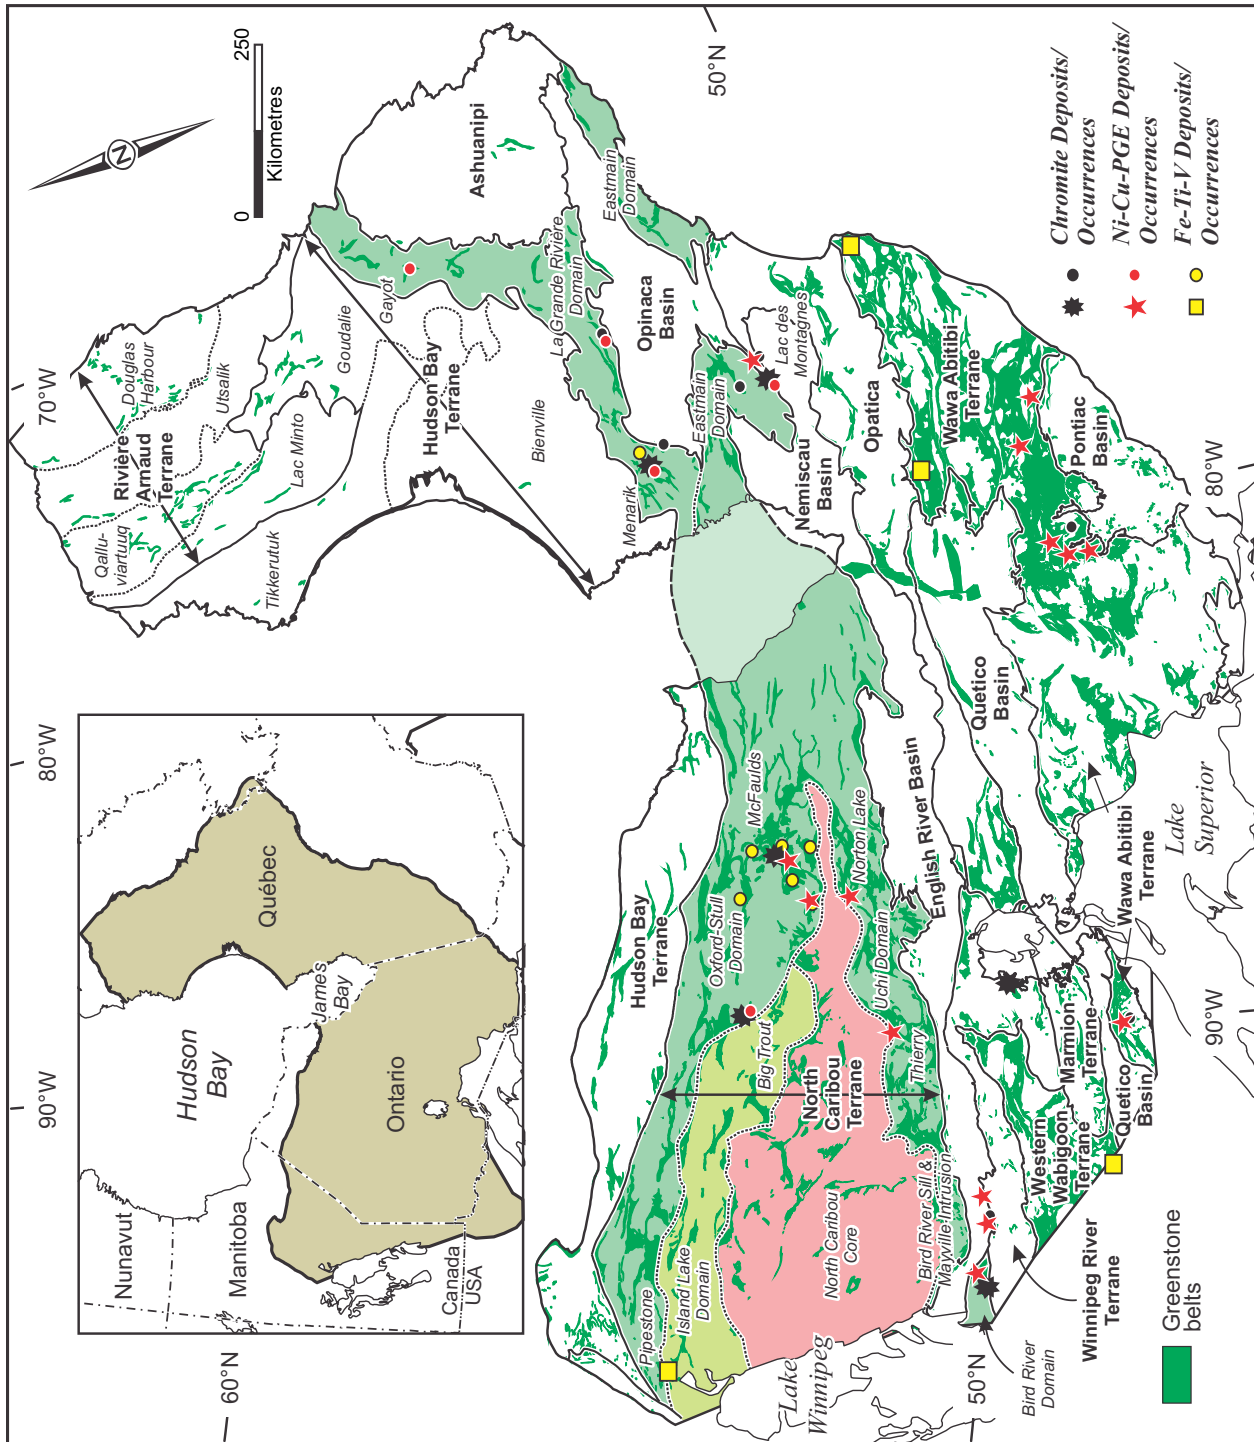 60°N
90°W
80°W
70°W
50°N
80°W
90°W
50°N
Nunavut
Manitoba
Canada
USA
Hudson
Bay
James
Bay
Ontario
Québec
0
250
Kilometres
N
Rivière
Arnaud
Terrane
Douglas
Harbour
Utsalik
Qallu-
viartuuq
Lac Minto
Tikkerutuk
Goudalie
Hudson Bay
Terrane
Bienville
Gayot
Ashuanipi
La Grande Rivière
Domain
Eastmain
Domain
Opinaca
Basin
Menarik
Eastmain
Domain
Lac des
Montagnes
Nemiscau
Basin
Opatica
Wawa Abitibi
Terrane
Pontiac
Basin
Hudson Bay
Terrane
McFaulds
Oxford-Stull
Domain
Norton Lake
Uchi Domain
English River Basin
Quetico
Basin
Big Trout
North
Caribou
Terrane
Thierry
Pipestone
Island Lake
Domain
North Caribou
Core
Bird River Sill &
Mayville Intrusion
Lake
Winnipeg
Bird River
Domain
Winnipeg River
Terrane
Western
Wabigoon
Terrane
Marmion
Terrane
Quetico
Basin
Wawa Abitibi
Terrane
Lake
Superior
Greenstone
belts
Chromite Deposits/
Occurrences
Ni-Cu-PGE Deposits/
Occurrences
Fe-Ti-V Deposits/
Occurrences